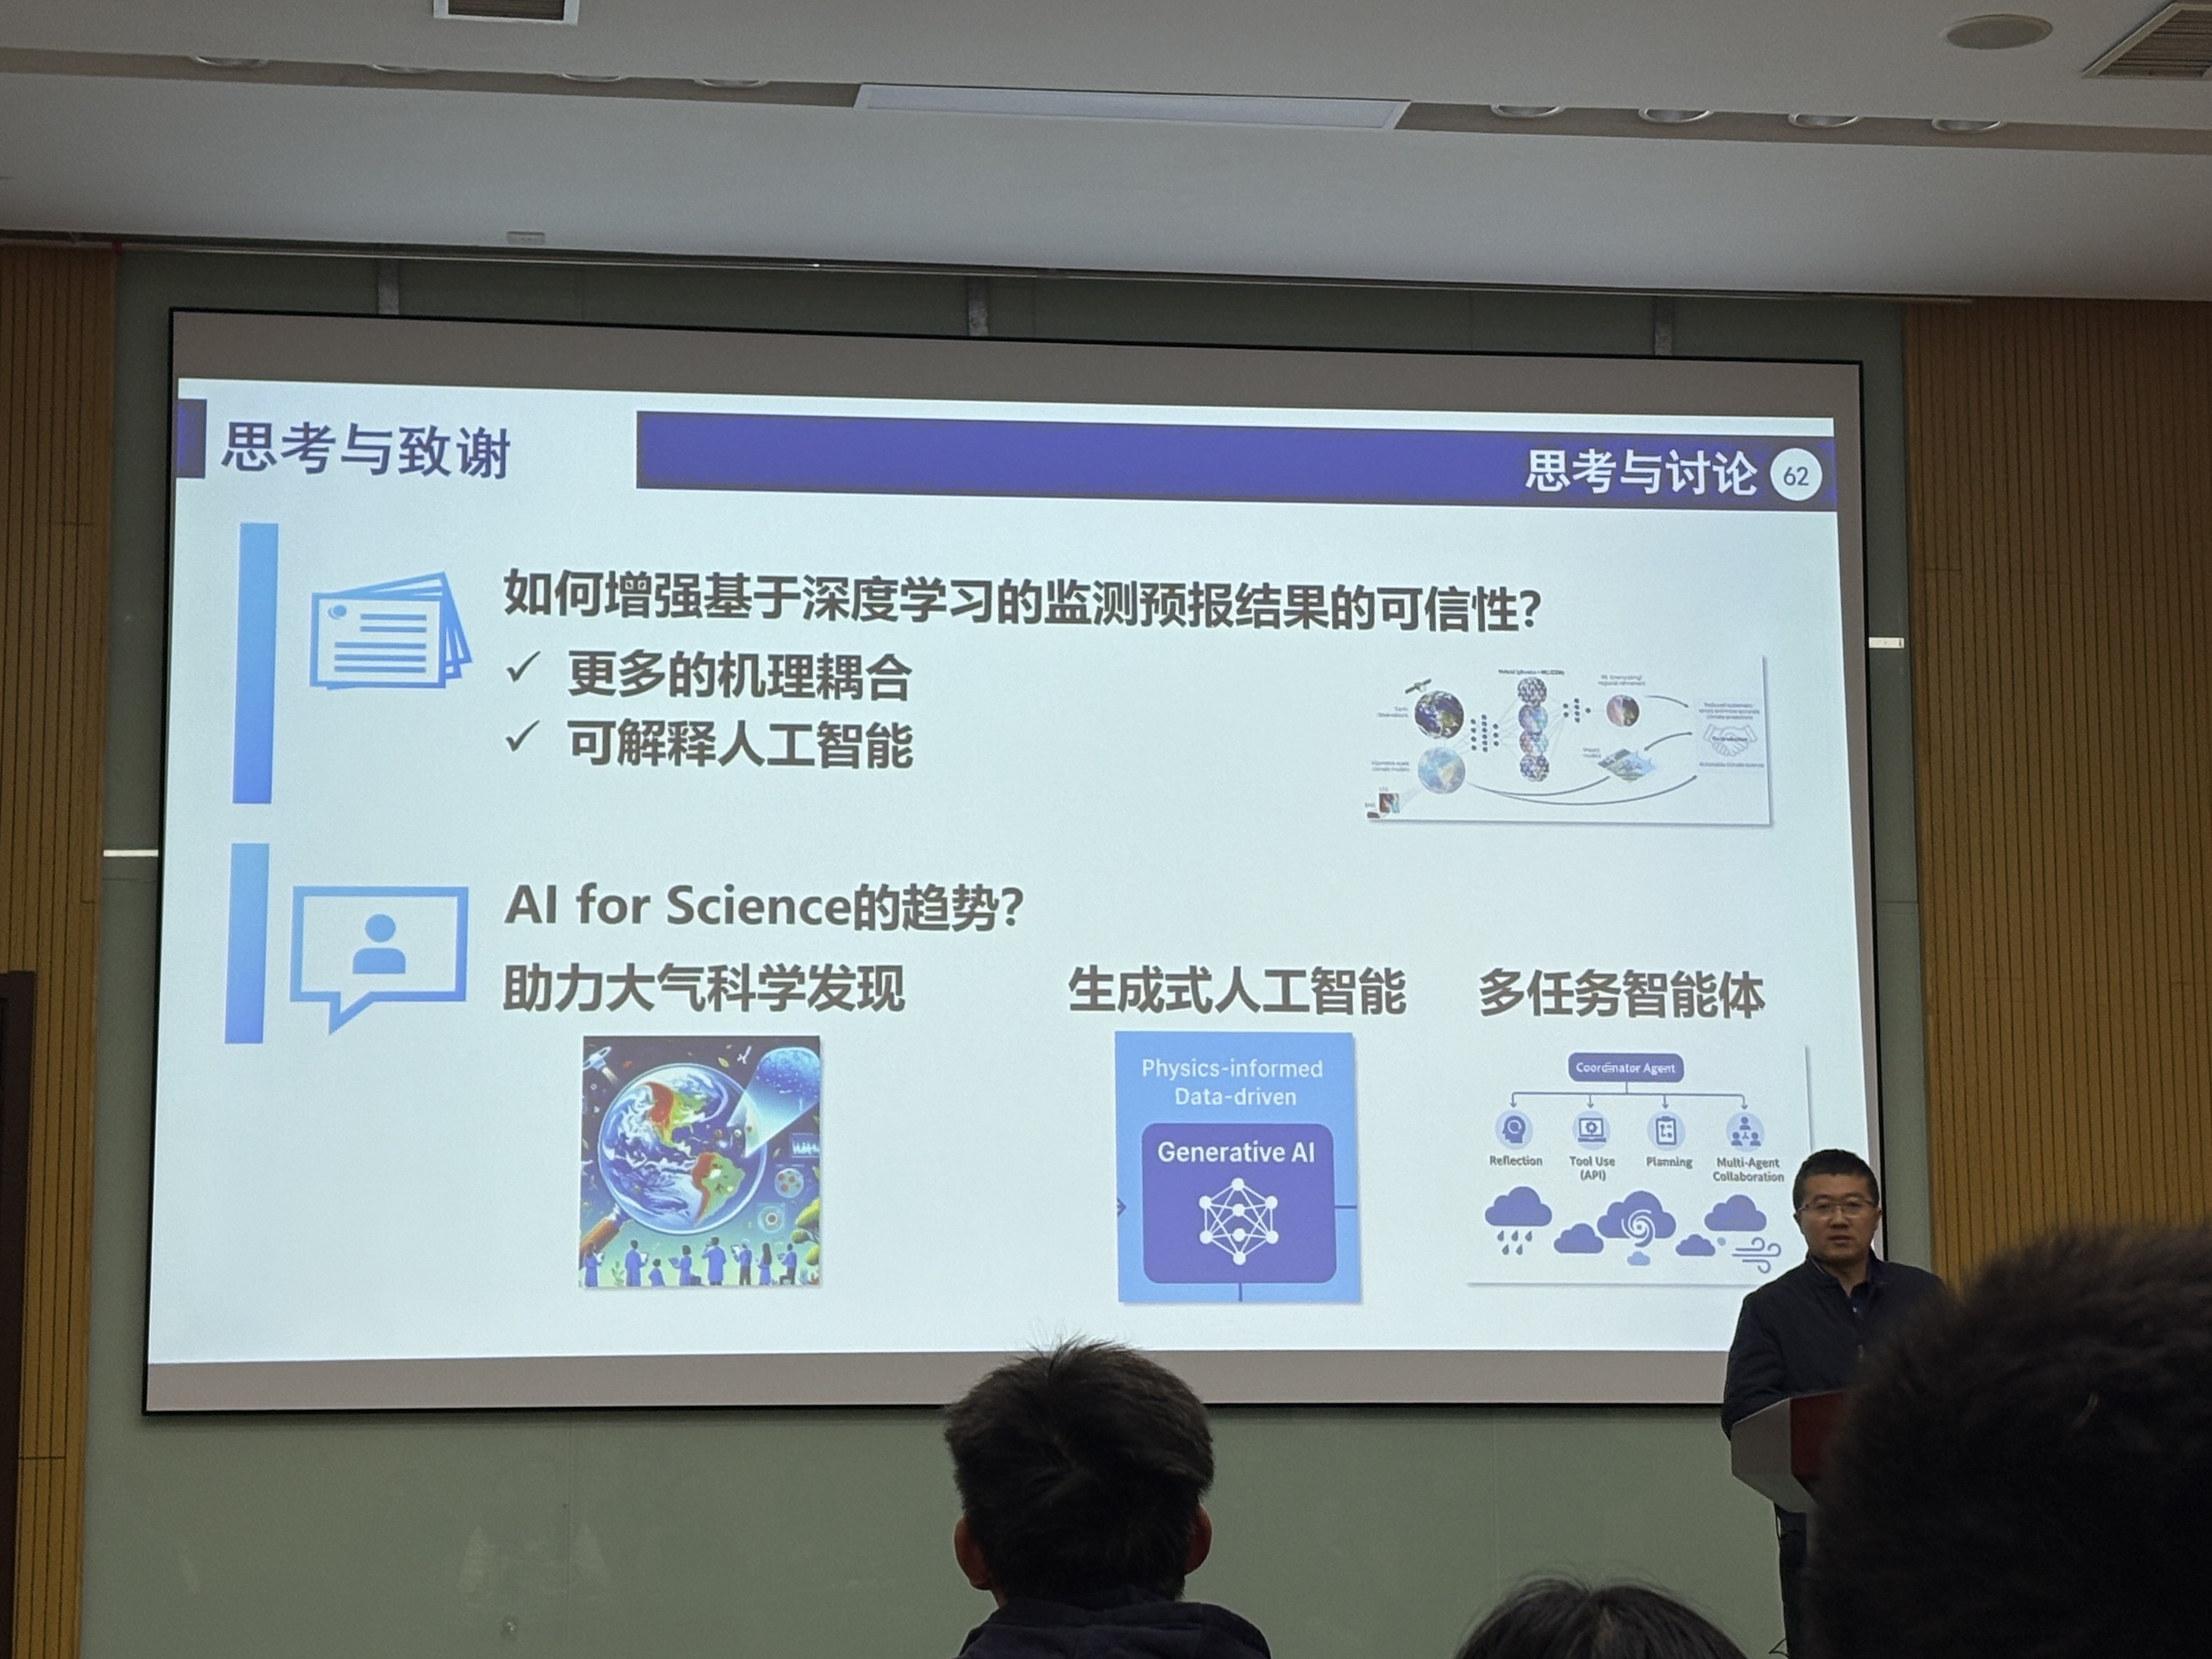 思考与致谢
思考与讨论
62
如何增强基于深度学习的监测预报结果的可信性?
✓ 更多的机理耦合
✓ 可解释人工智能
AI for Science的趋势?
助力大气科学发现
生成式人工智能
多任务智能体
Physics-informed
Data-driven
Generative AI
Coordinator Agent
Reflection
Tool Use
(API)
Planning
Multi-Agent
Collaboration